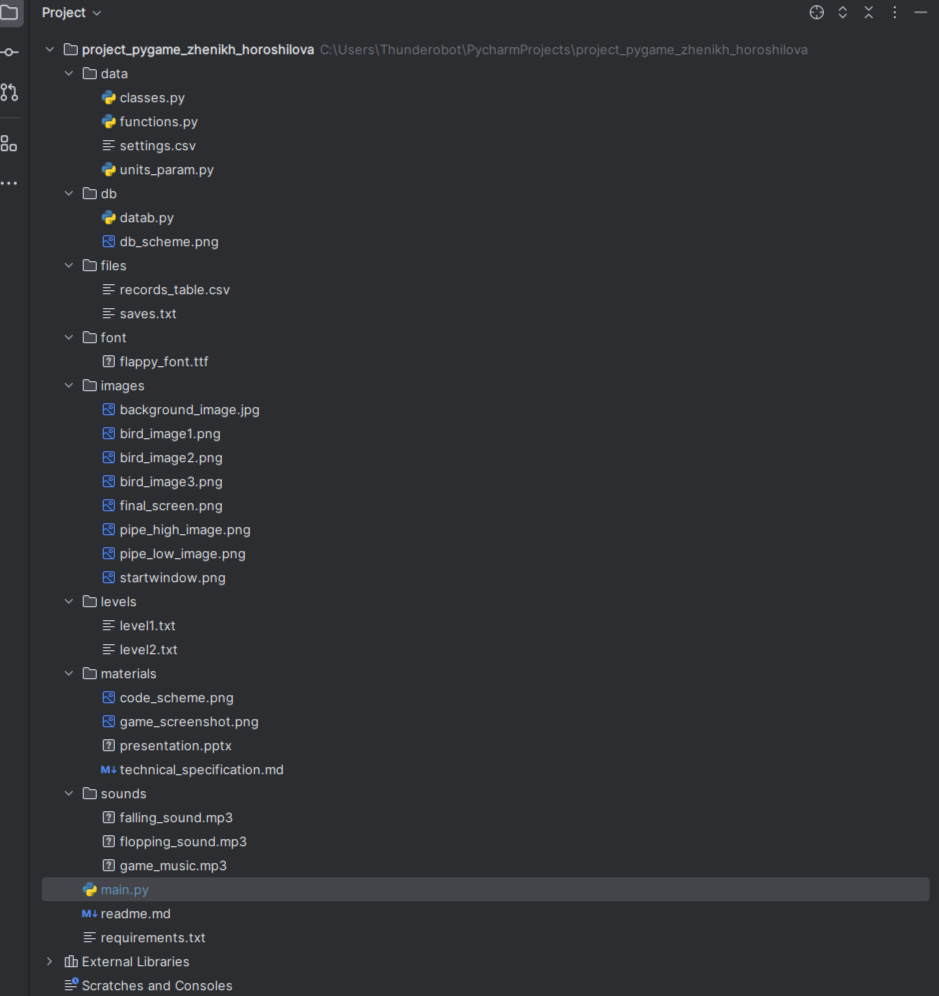 Project
project_pygame_zhenikh_horoshilova C:\Users\Thunderobot\PycharmProjects\project_pygame_zhenikh_horoshilova
data
classes.py
functions.py
settings.csv
units_param.py
db
datab.py
db_scheme.png
files
records_table.csv
saves.txt
font
flappy_font.ttf
images
background_image.jpg
bird_image1.png
bird_image2.png
bird_image3.png
final_screen.png
pipe_high_image.png
pipe_low_image.png
startwindow.png
levels
level1.txt
level2.txt
materials
code_scheme.png
game_screenshot.png
presentation.pptx
M↓ technical_specification.md
sounds
falling_sound.mp3
flopping_sound.mp3
game_music.mp3
main.py
M↓ readme.md
requirements.txt
External Libraries
Scratches and Consoles